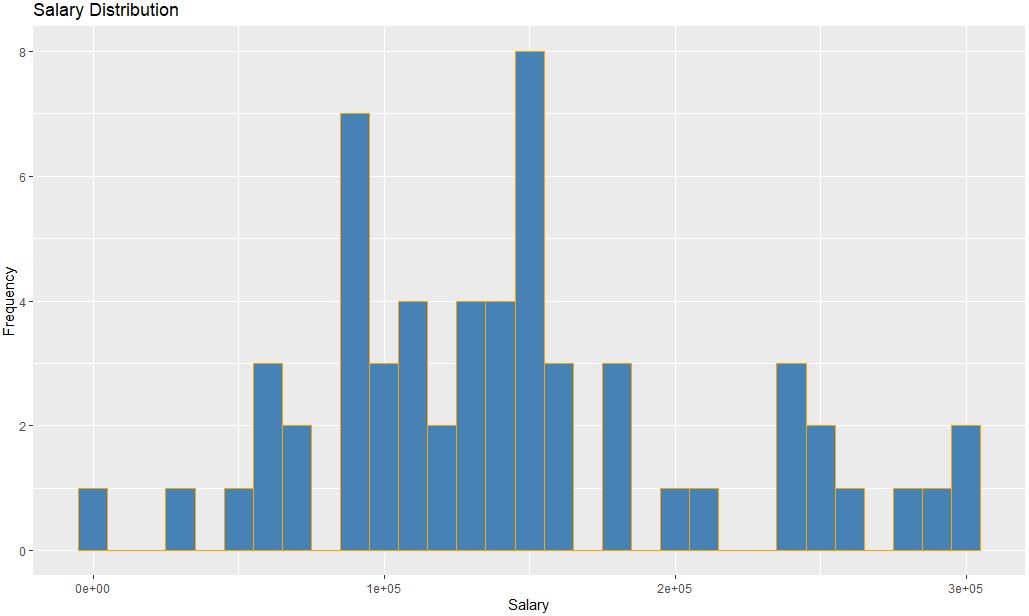 Salary Distribution
8
6
4
2
0
Frequency
0e+00
1e+05
2e+05
3e+05
Salary